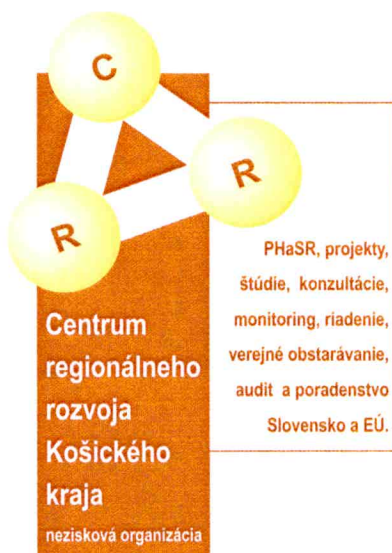 C
R
R
PHaSR, projekty,
štúdie, konzultácie,
monitoring, riadenie,
verejné obstarávanie,
audit a poradenstvo
Slovensko a EÚ.
Centrum
regionálneho
rozvoja
Košického
kraja
nezisková organizácia